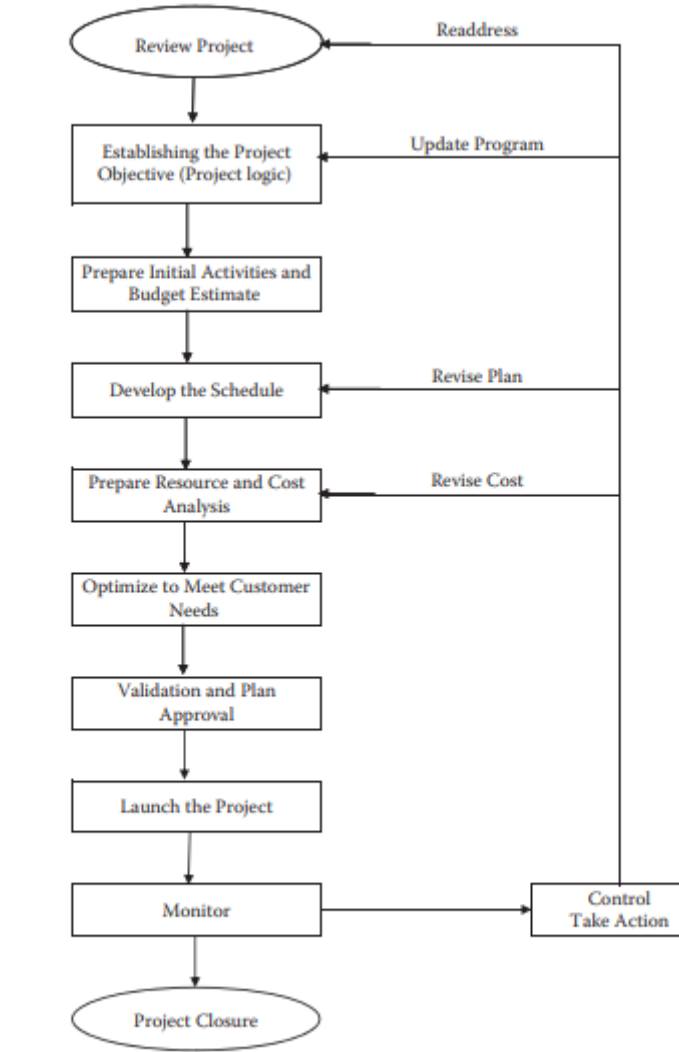 Review Project
Readdress
Establishing the Project
Objective (Project logic)
Update Program
Prepare Initial Activities and
Budget Estimate
Develop the Schedule
Revise Plan
Prepare Resource and Cost
Analysis
Revise Cost
Optimize to Meet Customer
Needs
Validation and Plan
Approval
Launch the Project
Monitor
Control
Take Action
Project Closure